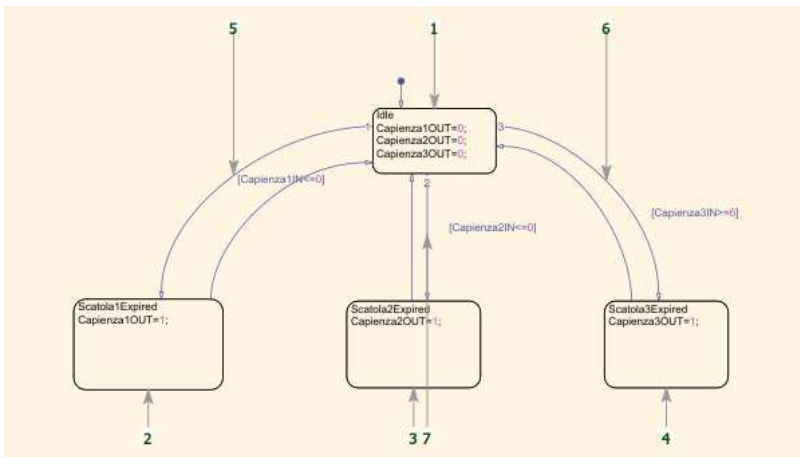 5
1
6
Idle
Capienza1OUT=0;
Capienza2OUT=0;
Capienza3OUT=0;
1
3
2
[Capienza1IN<=0]
[Capienza2IN<=0]
[Capienza3IN>=6]
Scatola1Expired
Capienza1OUT=1;
Scatola2Expired
Capienza2OUT=1;
Scatola3Expired
Capienza3OUT=1;
2
3
7
4